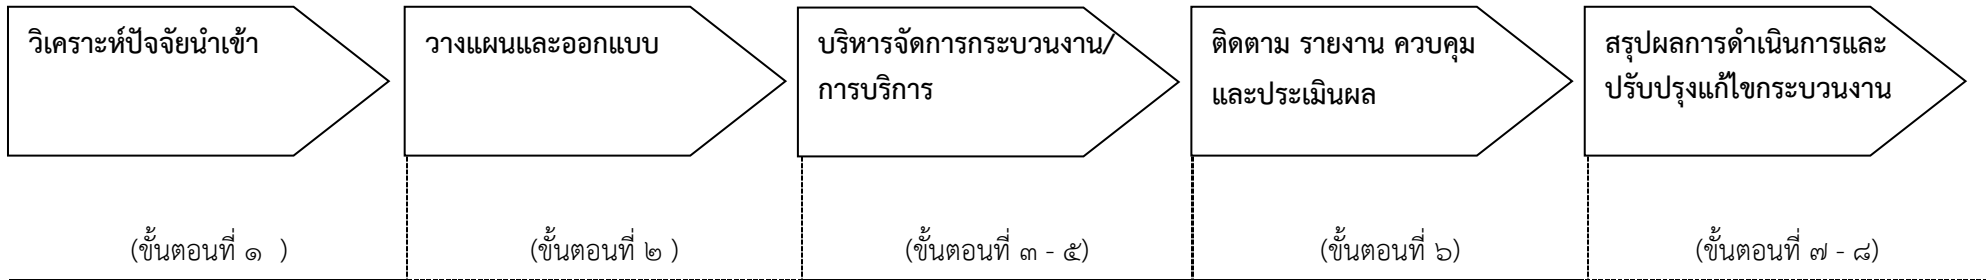 วิเคราะห์ปัจจัยนำเข้า
วางแผนและออกแบบ
บริหารจัดการกระบวนงาน/
การบริการ
ติดตาม รายงาน ควบคุม
และประเมินผล
สรุปผลการดำเนินการและ
ปรับปรุงแก้ไขกระบวนงาน
(ขั้นตอนที่ ๑ )
(ขั้นตอนที่ ๒ )
(ขั้นตอนที่ ๓ - ๕)
(ขั้นตอนที่ ๖)
(ขั้นตอนที่ ๗ - ๘)